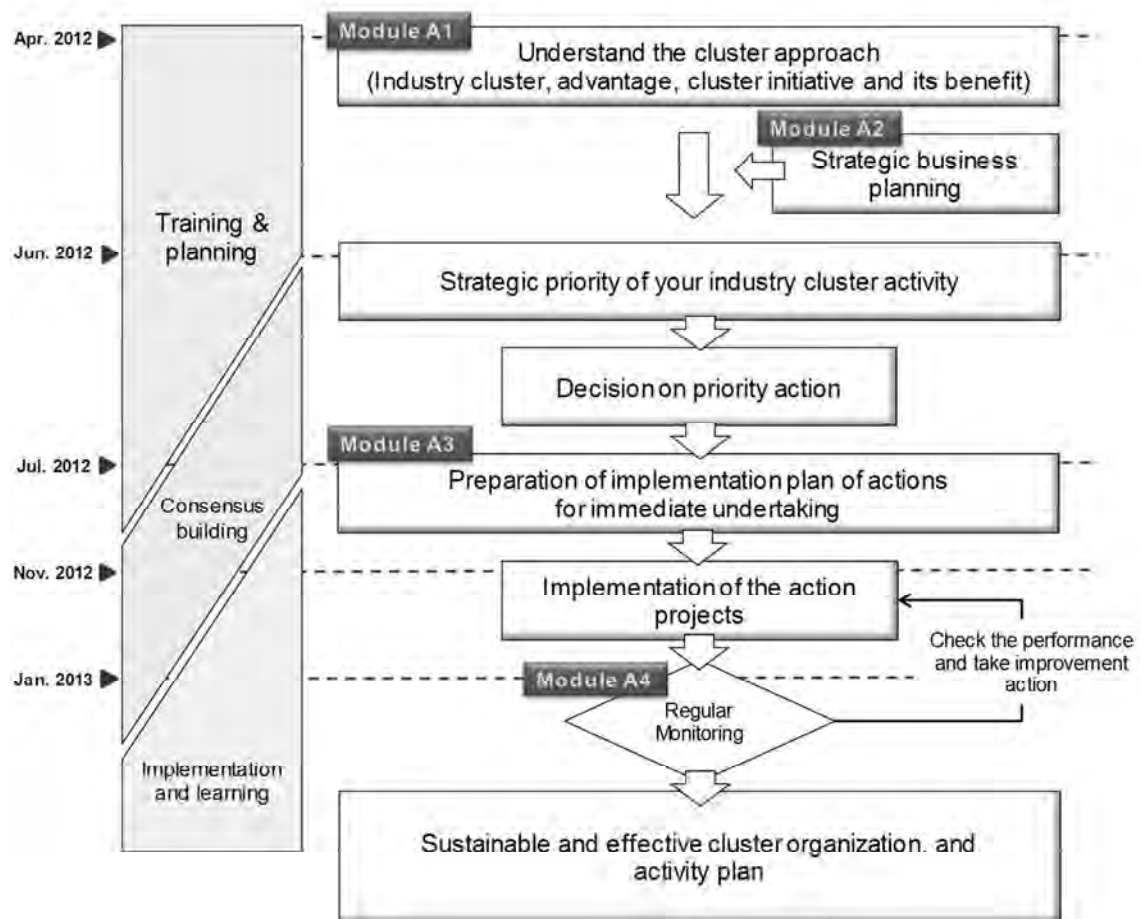 Apr. 2012
Module A1
Understand the cluster approach
(Industry cluster, advantage, cluster initiative and its benefit)
Module A2
Strategic business
planning
Training &
planning
Jun. 2012
Strategic priority of your industry cluster activity
Decision on priority action
Module A3
Jul. 2012
Preparation of implementation plan of actions
for immediate undertaking
Consensus
building
Nov. 2012
Implementation of the action
projects
Check the performance
and take improvement
action
Jan. 2013
Module A4
Regular
Monitoring
Implementation
and learning
Sustainable and effective cluster organization. and
activity plan